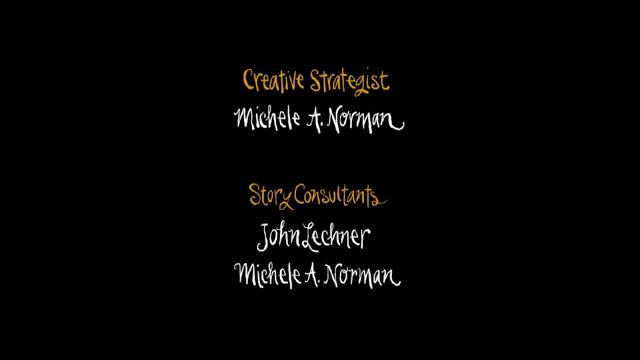 Creative Strategist
Michele A. Norman
Story Consultants
John Lechner
Michele A. Norman